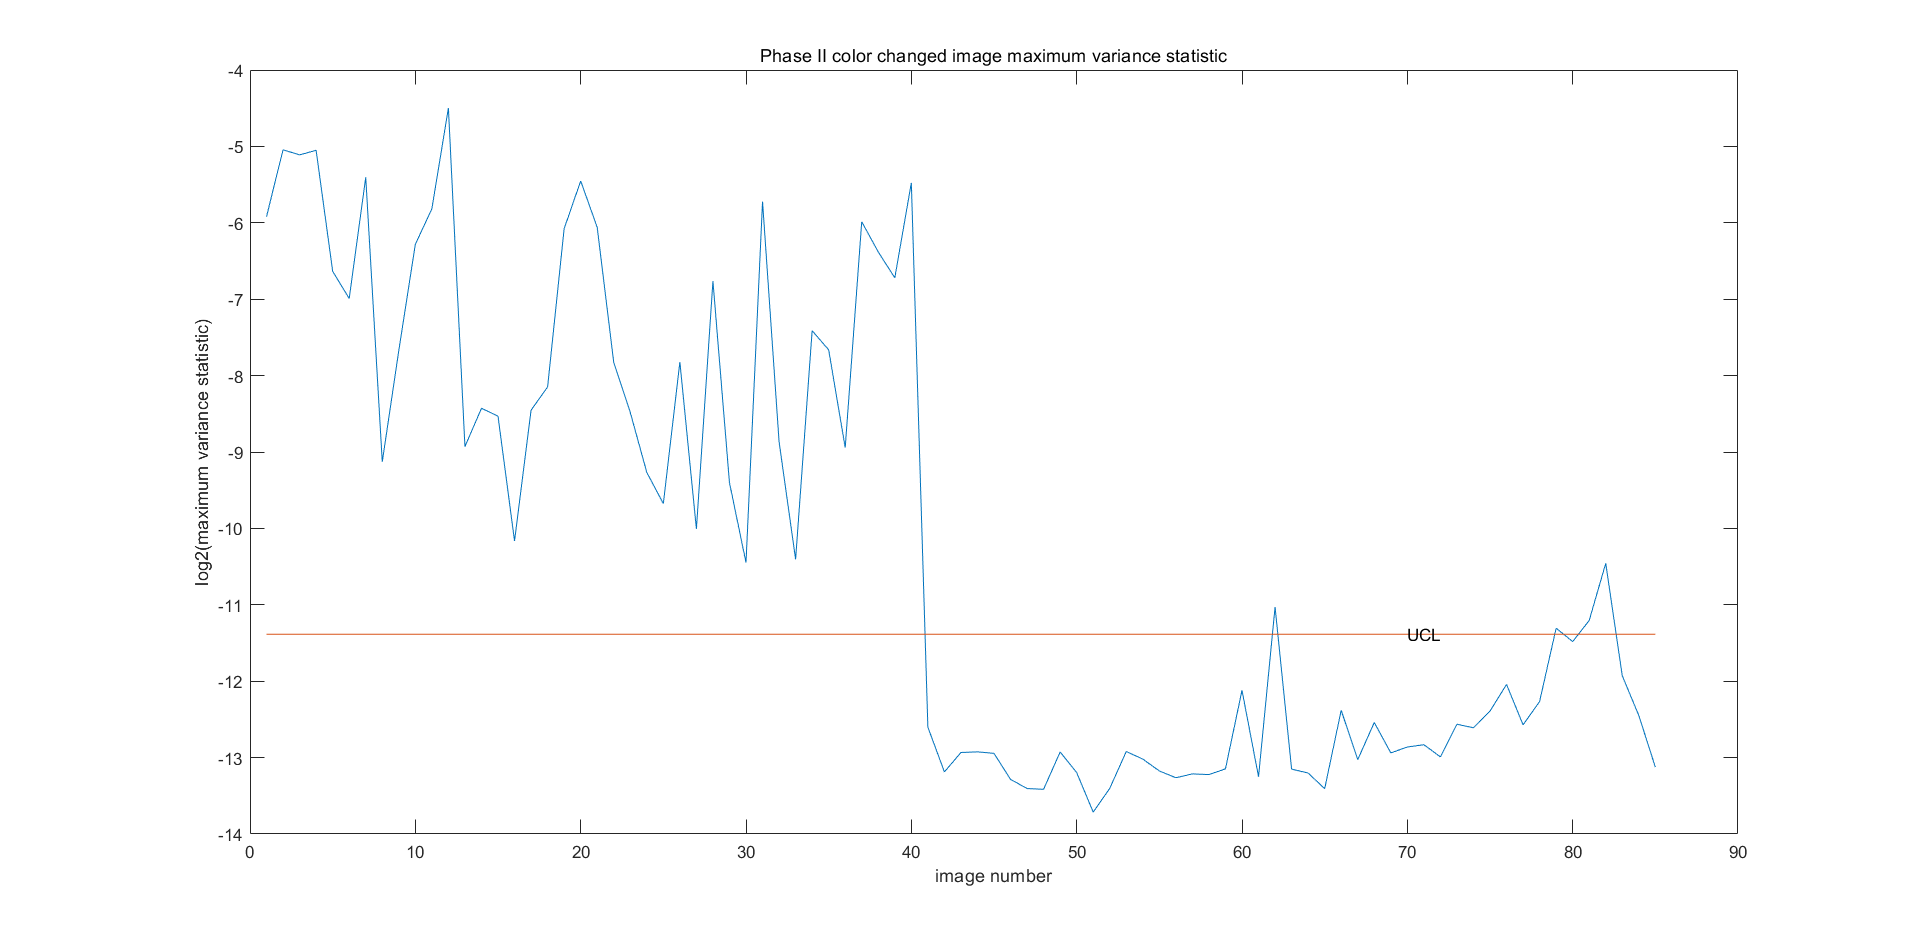 Phase II color changed image maximum variance statistic
-4
-5
-6
-7
-8
-9
-10
-11
-12
-13
-14
log2(maximum variance statistic)
UCL
0 10 20 30 40 50 60 70 80 90
image number